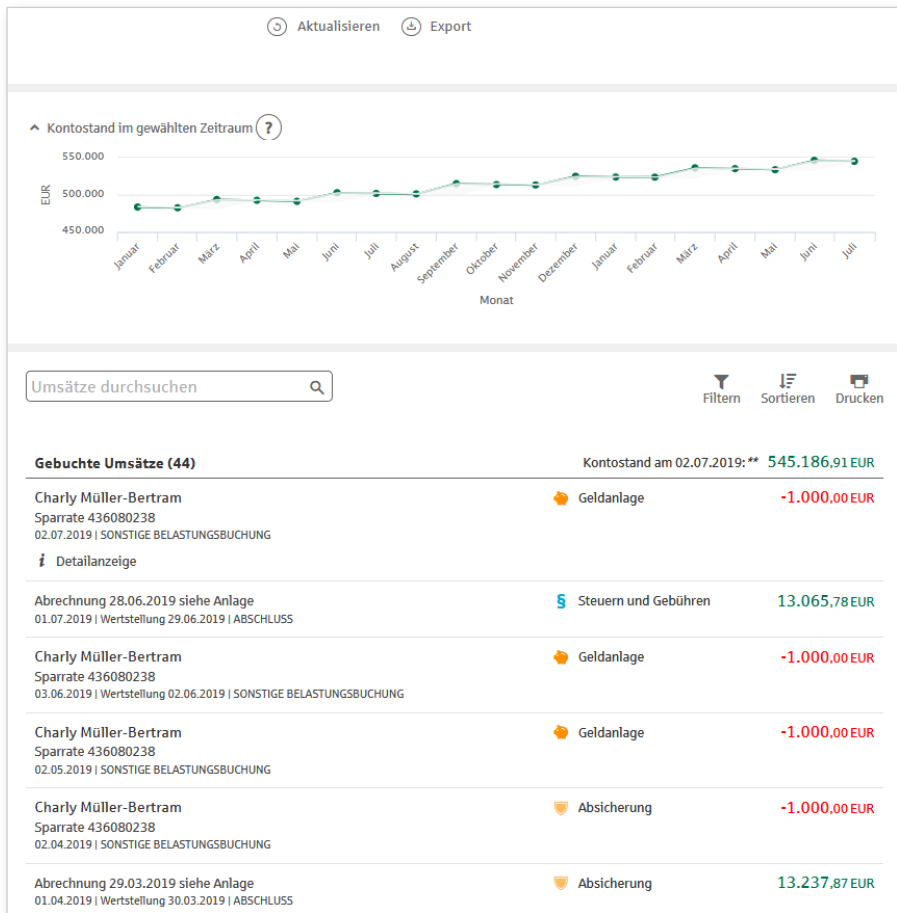 Aktualisieren Export
Kontostand im gewählten Zeitraum ?
550.000
500.000
450.000
EUR
Januar Februar März April Mai Juni Juli August September Oktober November Dezember Januar Februar März April Mai Juni Juli
Monat
Umsätze durchsuchen
Filtern Sortieren Drucken
Gebuchte Umsätze (44) Kontostand am 02.07.2019:** 545.186,91 EUR
Charly Müller-Bertram Geldanlage -1.000,00 EUR
Sparrate 436080238
02.07.2019 | SONSTIGE BELASTUNGSBUCHUNG
i Detailanzeige
Abrechnung 28.06.2019 siehe Anlage § Steuern und Gebühren 13.065,78 EUR
01.07.2019 | Wertstellung 29.06.2019 | ABSCHLUSS
Charly Müller-Bertram Geldanlage -1.000,00 EUR
Sparrate 436080238
03.06.2019 | Wertstellung 02.06.2019 | SONSTIGE BELASTUNGSBUCHUNG
Charly Müller-Bertram Geldanlage -1.000,00 EUR
Sparrate 436080238
02.05.2019 | SONSTIGE BELASTUNGSBUCHUNG
Charly Müller-Bertram Absicherung -1.000,00 EUR
Sparrate 436080238
02.04.2019 | SONSTIGE BELASTUNGSBUCHUNG
Abrechnung 29.03.2019 siehe Anlage Absicherung 13.237,87 EUR
01.04.2019 | Wertstellung 30.03.2019 | ABSCHLUSS